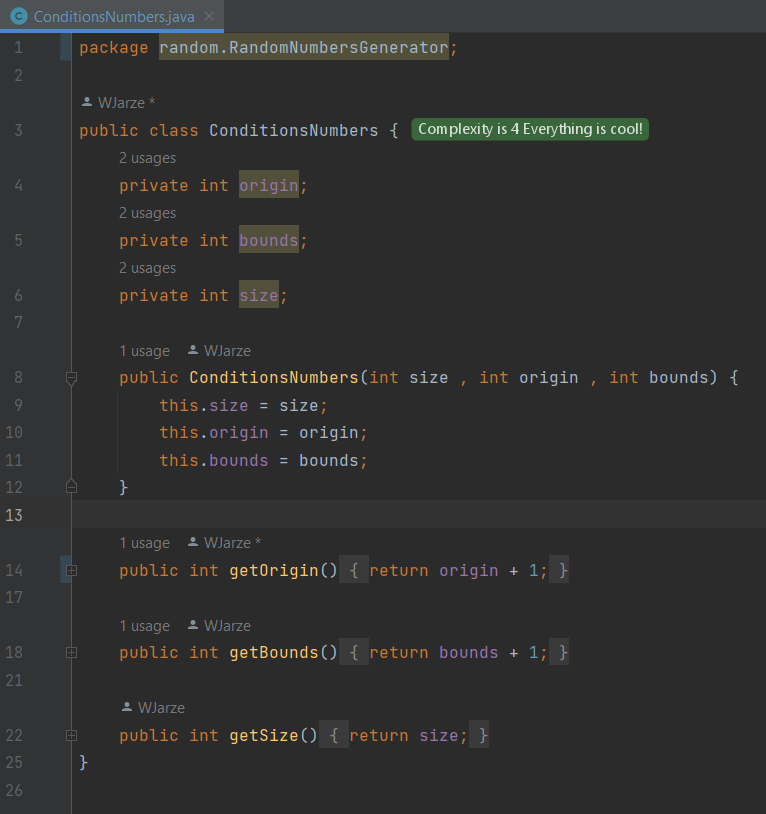 ConditionsNumbers.java
1 package random.RandomNumbersGenerator;
2
WJarze *
3 public class ConditionsNumbers { Complexity is 4 Everything is cool!
2 usages
4 private int origin;
2 usages
5 private int bounds;
2 usages
6 private int size;
7
1 usage WJarze
8 public ConditionsNumbers(int size , int origin , int bounds) {
9 this.size = size;
10 this.origin = origin;
11 this.bounds = bounds;
12 }
13
1 usage WJarze *
14 public int getOrigin() { return origin + 1; }
17
1 usage WJarze
18 public int getBounds() { return bounds + 1; }
21
WJarze
22 public int getSize() { return size; }
25 }
26